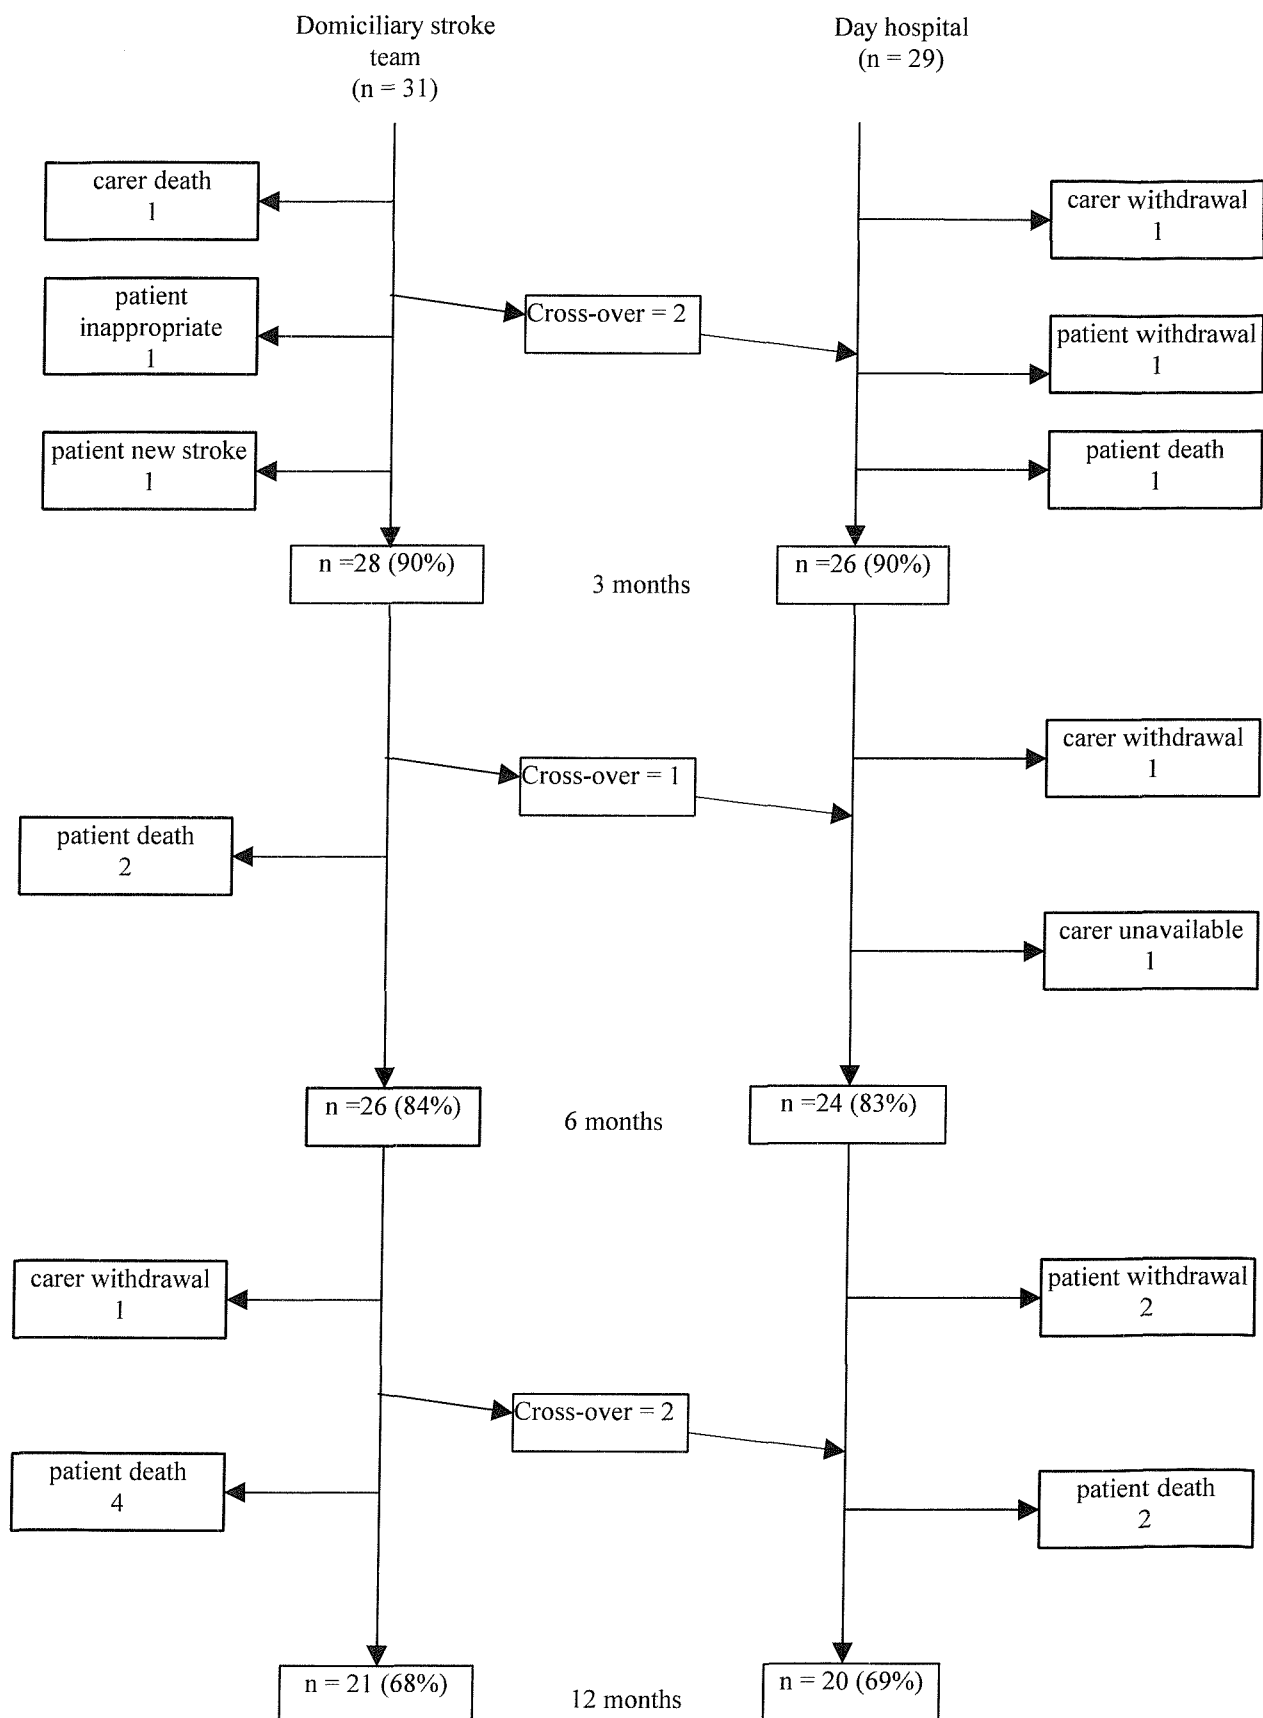 Domiciliary stroke
team
(n = 31)
Day hospital
(n = 29)
carer death
1
carer withdrawal
1
patient
inappropriate
1
Cross-over = 2
patient withdrawal
1
patient new stroke
1
patient death
1
n =28 (90%)
3 months
n =26 (90%)
carer withdrawal
1
Cross-over = 1
patient death
2
carer unavailable
1
n =26 (84%)
6 months
n =24 (83%)
carer withdrawal
1
patient withdrawal
2
Cross-over = 2
patient death
4
patient death
2
n = 21 (68%)
12 months
n = 20 (69%)